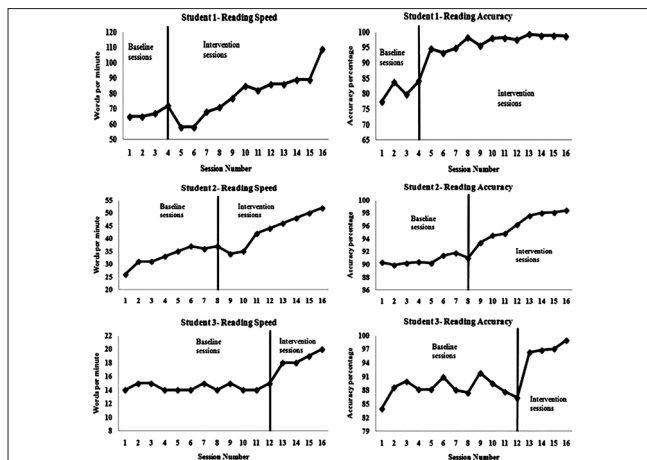 Student 1- Reading Speed
Words per minute
120
110
100
90
80
70
60
50
Baseline
sessions
Intervention
sessions
1 2 3 4 5 6 7 8 9 10 11 12 13 14 15 16
Session Number
Student 1- Reading Accuracy
Accuracy percentage
100
95
90
85
80
75
70
65
Baseline
sessions
Intervention
sessions
1 2 3 4 5 6 7 8 9 10 11 12 13 14 15 16
Session Number
Student 2- Reading Speed
Words per minute
55
50
45
40
35
30
25
20
Baseline
sessions
Intervention
sessions
1 2 3 4 5 6 7 8 9 10 11 12 13 14 15 16
Session Number
Student 2- Reading Accuracy
Accuracy percentage
100
98
96
94
92
90
88
86
Baseline
sessions
Intervention
sessions
1 2 3 4 5 6 7 8 9 10 11 12 13 14 15 16
Session Number
Student 3- Reading Speed
Words per minute
22
20
18
16
14
12
10
8
Baseline
sessions
Intervention
sessions
1 2 3 4 5 6 7 8 9 10 11 12 13 14 15 16
Session Number
Student 3- Reading Accuracy
Accuracy percentage
100
97
94
91
88
85
82
79
Baseline
sessions
Intervention
sessions
1 2 3 4 5 6 7 8 9 10 11 12 13 14 15 16
Session Number